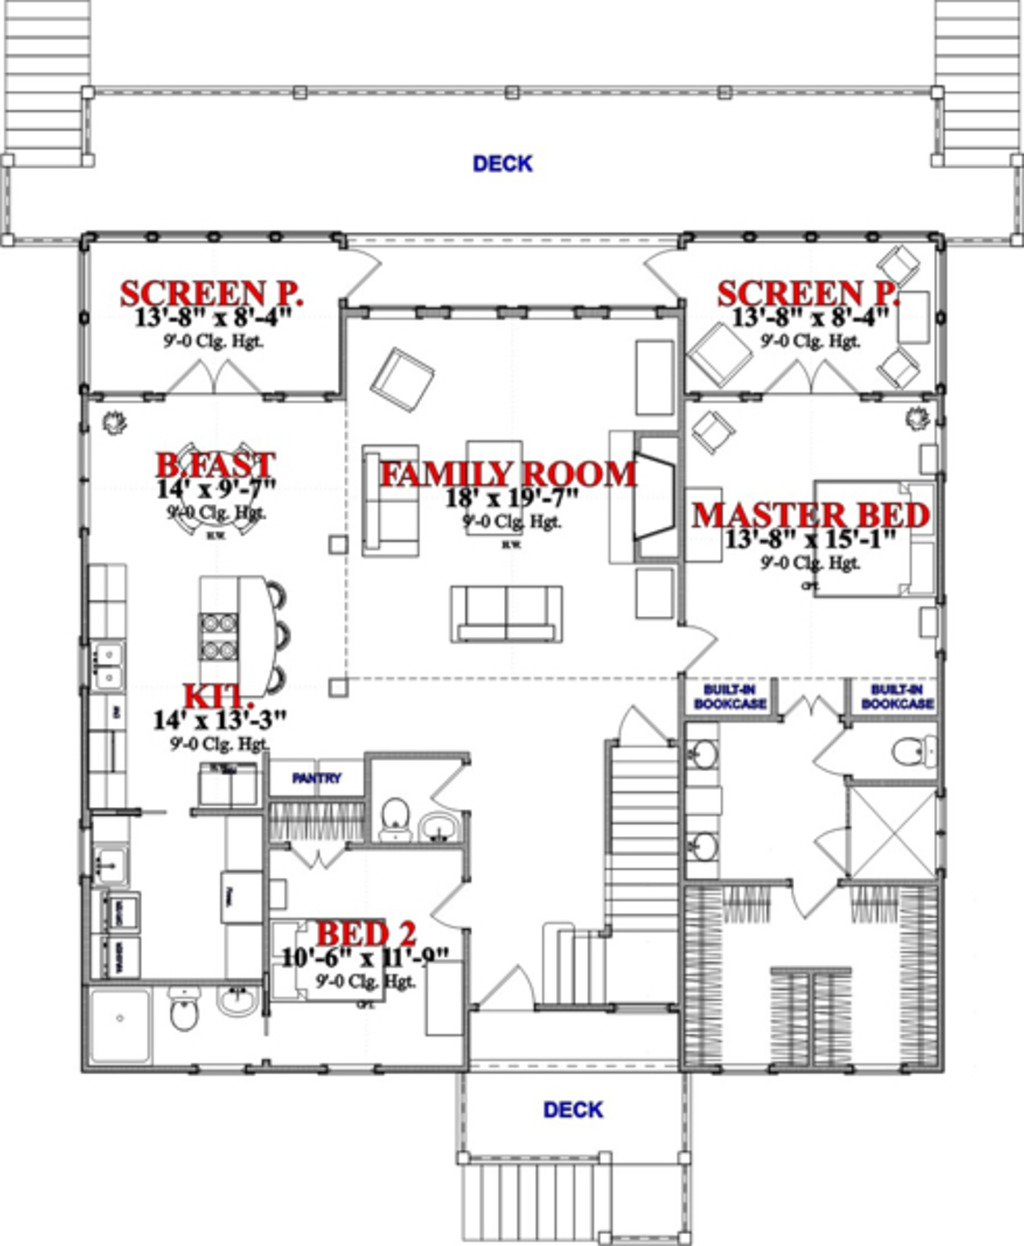 DECK
SCREEN P.
13'-8" x 8'-4"
9'-0 Clg. Hgt.
SCREEN P.
13'-8" x 8'-4"
9'-0 Clg. Hgt.
B.FAST
14' x 9'-7"
9'-0 Clg. Hgt.
H.W.
FAMILY ROOM
18' x 19'-7"
9'-0 Clg. Hgt.
H.W.
MASTER BED
13'-8" x 15'-1"
9'-0 Clg. Hgt.
CPT.
KIT.
14' x 13'-3"
9'-0 Clg. Hgt.
BUILT-IN
BOOKCASE
BUILT-IN
BOOKCASE
PANTRY
BED 2
10'-6" x 11'-9"
9'-0 Clg. Hgt.
CPT.
DECK